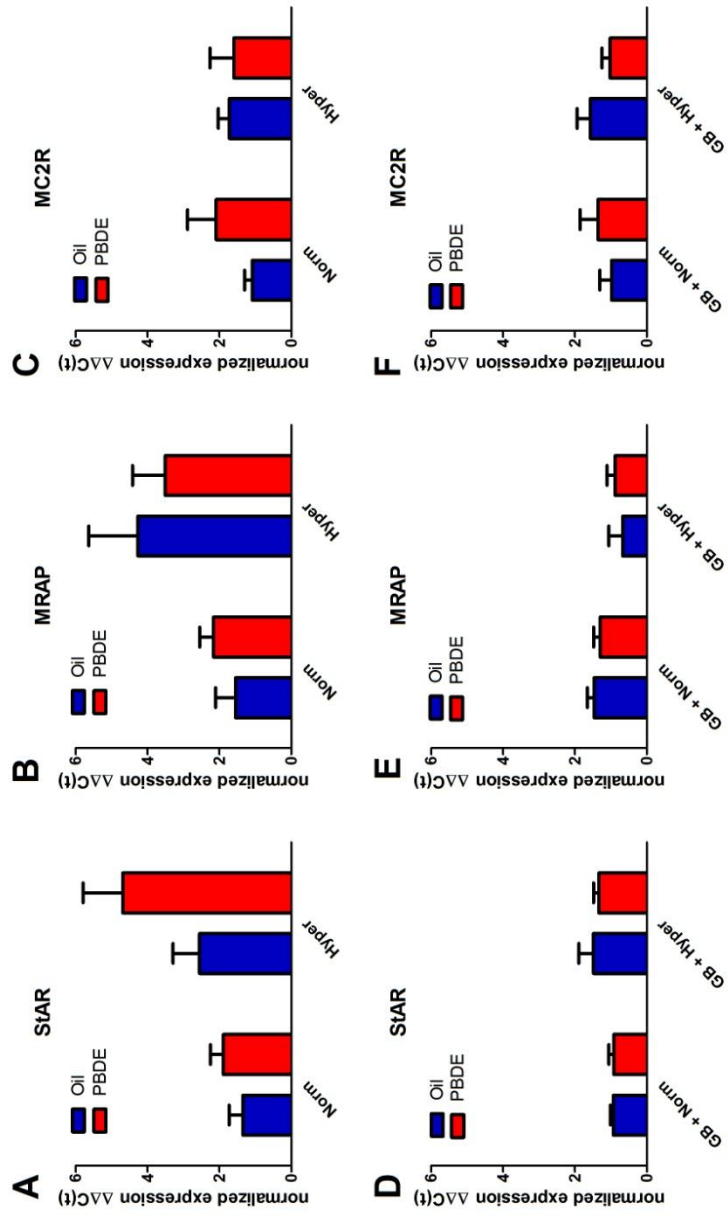 A
StAR
Oil
PBDE
normalized expression ΔΔC(t)
6
4
2
0
Norm
Hyper
B
MRAP
Oil
PBDE
normalized expression ΔΔC(t)
6
4
2
0
Norm
Hyper
C
MC2R
Oil
PBDE
normalized expression ΔΔC(t)
6
4
2
0
Norm
Hyper
D
StAR
Oil
PBDE
normalized expression ΔΔC(t)
6
4
2
0
GB + Norm
GB + Hyper
E
MRAP
Oil
PBDE
normalized expression ΔΔC(t)
6
4
2
0
GB + Norm
GB + Hyper
F
MC2R
Oil
PBDE
normalized expression ΔΔC(t)
6
4
2
0
GB + Norm
GB + Hyper